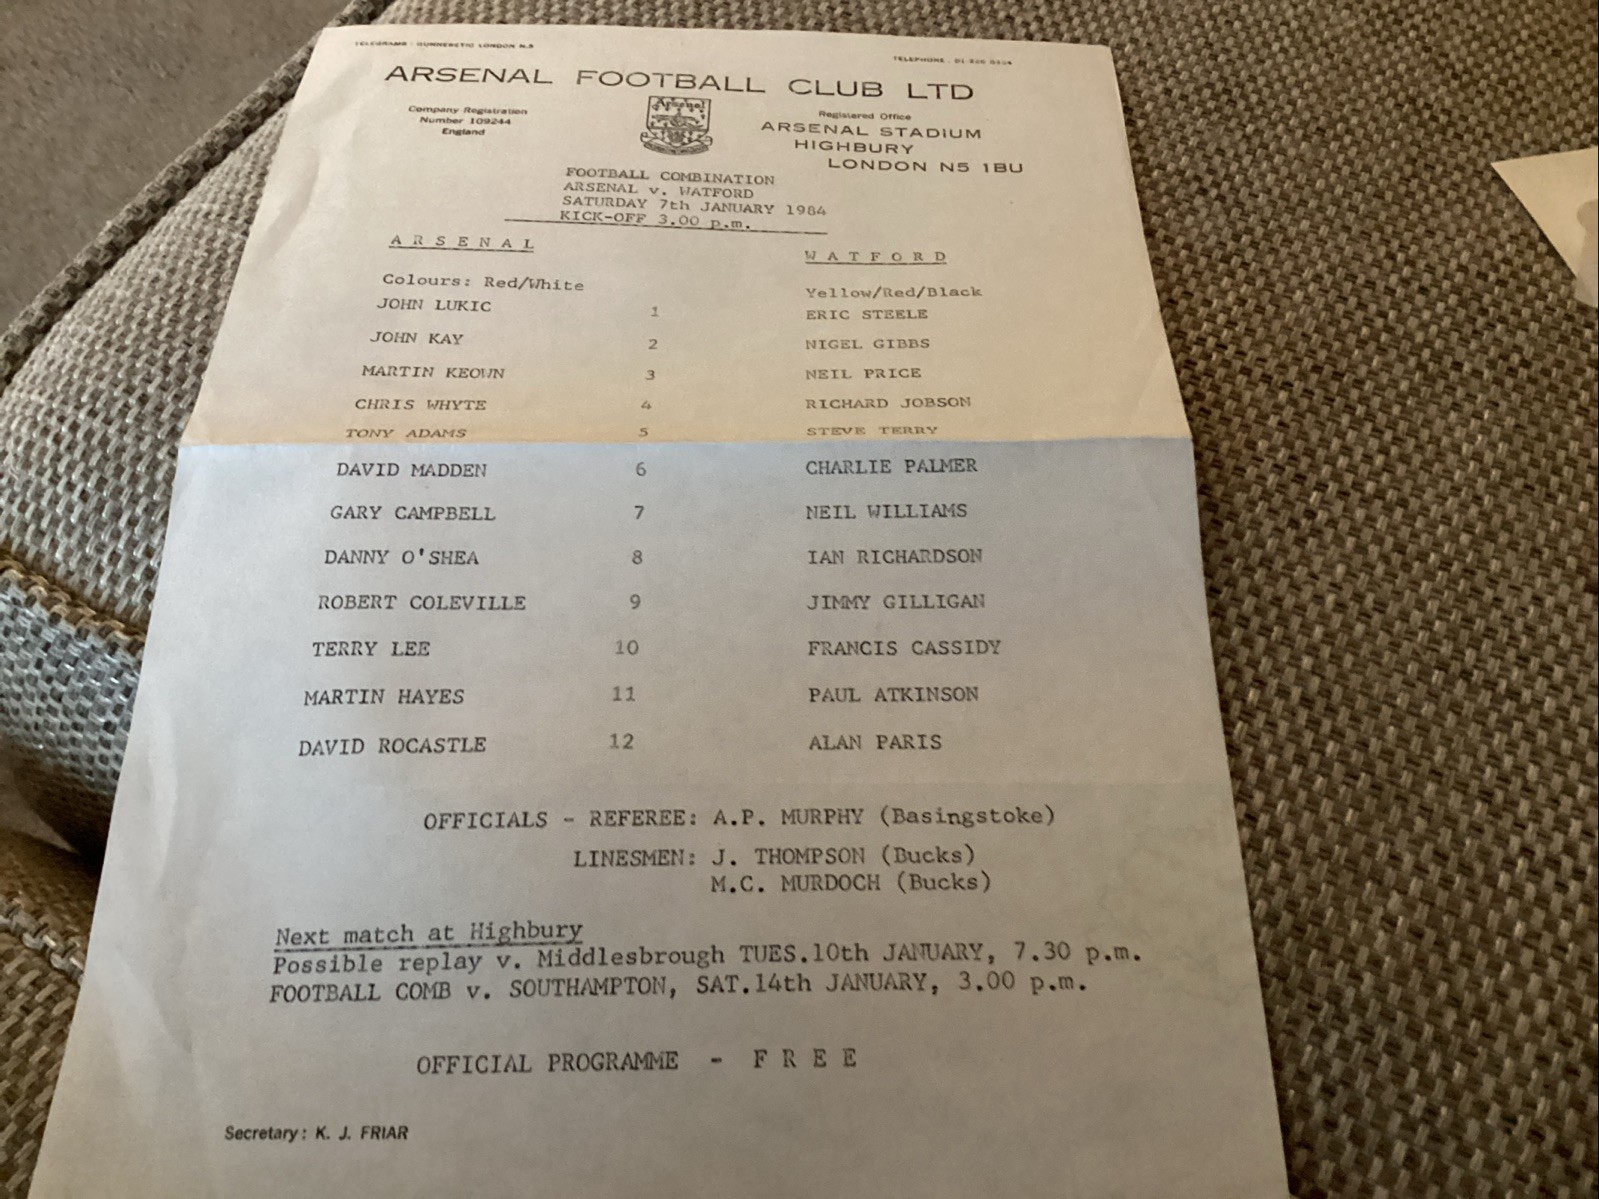 TELEGRAMS : GUNNERETIC LONDON N.5
TELEPHONE :
ARSENAL FOOTBALL CLUB LTD
Company Registration
Number 109244
England
Arsenal
Registered Office
ARSENAL STADIUM
HIGHBURY
LONDON N5 1BU
FOOTBALL COMBINATION
ARSENAL v. WATFORD
SATURDAY 7th JANUARY 1984
KICK-OFF 3.00 p.m.
ARSENAL WATFORD
Colours: Red/White Yellow/Red/Black
JOHN LUKIC 1 ERIC STEELE
JOHN KAY 2 NIGEL GIBBS
MARTIN KEOWN 3 NEIL PRICE
CHRIS WHYTE 4 RICHARD JOBSON
TONY ADAMS 5 STEVE TERRY
DAVID MADDEN 6 CHARLIE PALMER
GARY CAMPBELL 7 NEIL WILLIAMS
DANNY O'SHEA 8 IAN RICHARDSON
ROBERT COLEVILLE 9 JIMMY GILLIGAN
TERRY LEE 10 FRANCIS CASSIDY
MARTIN HAYES 11 PAUL ATKINSON
DAVID ROCASTLE 12 ALAN PARIS
OFFICIALS - REFEREE: A.P. MURPHY (Basingstoke)
LINESMEN: J. THOMPSON (Bucks)
M.C. MURDOCH (Bucks)
Next match at Highbury
Possible replay v. Middlesbrough TUES.10th JANUARY, 7.30 p.m.
FOOTBALL COMB v. SOUTHAMPTON, SAT.14th JANUARY, 3.00 p.m.
OFFICIAL PROGRAMME - FREE
Secretary: K. J. FRIAR